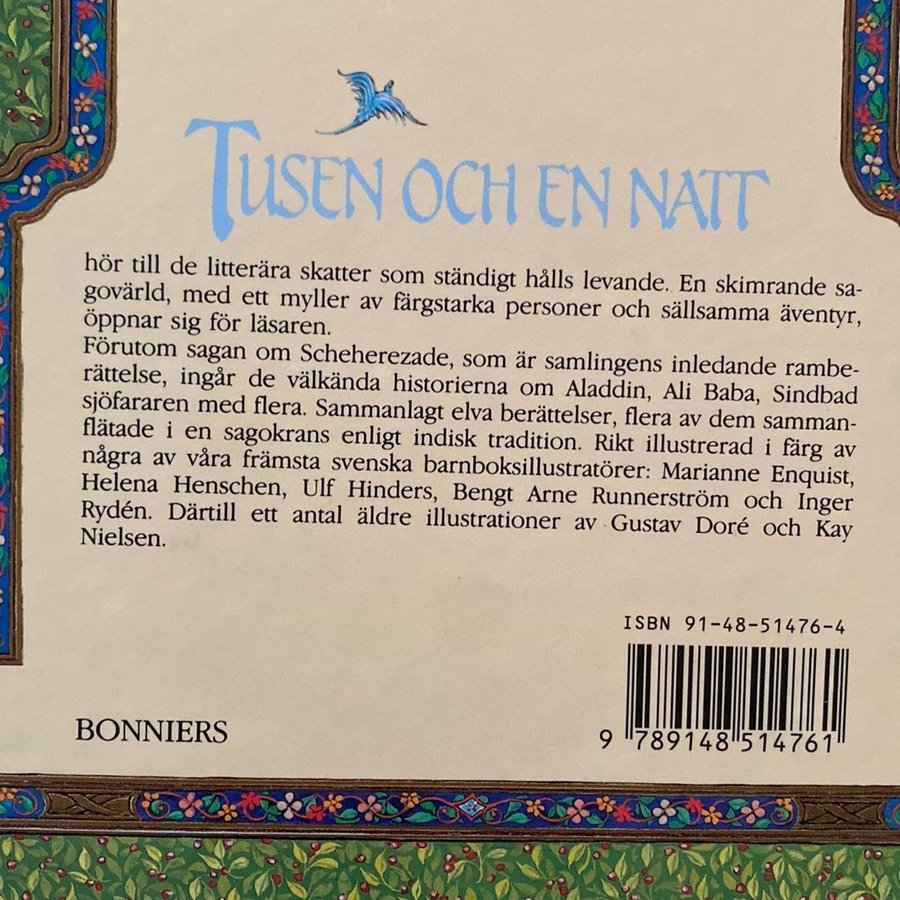 TUSEN OCH EN NATT
hör till de litterära skatter som ständigt hålls levande. En skimrande sa-
govärld, med ett myller av färgstarka personer och sällsamma äventyr,
öppnar sig för läsaren.
Förutom sagan om Scheherezade, som är samlingens inledande rambe-
rättelse, ingår de välkända historierna om Aladdin, Ali Baba, Sindbad
sjöfararen med flera. Sammanlagt elva berättelser, flera av dem samman-
flätade i en sagokrans enligt indisk tradition. Rikt illustrerad i färg av
några av våra främsta svenska barnboksillustratörer: Marianne Enquist,
Helena Henschen, Ulf Hinders, Bengt Arne Runnerström och Inger
Rydén. Därtill ett antal äldre illustrationer av Gustav Doré och Kay
Nielsen.
ISBN 91-48-51476-4
9 789148 514761
BONNIERS